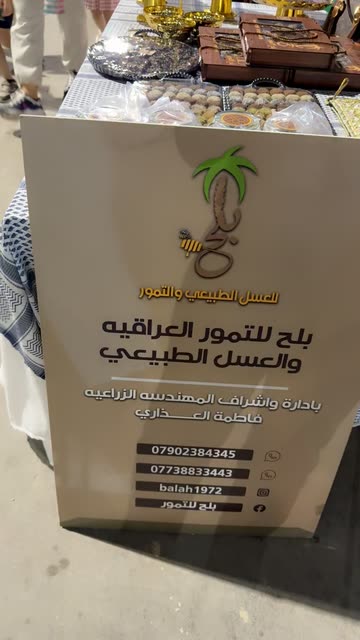 بلح
للعسل الطبيعي والتمور
بلح للتمور العراقيه
والعسل الطبيعي
بادارة واشراف المهندسه الزراعيه
فاطمة العـــذاري
07902384345
07738833443
balah1972
بلح للتمور